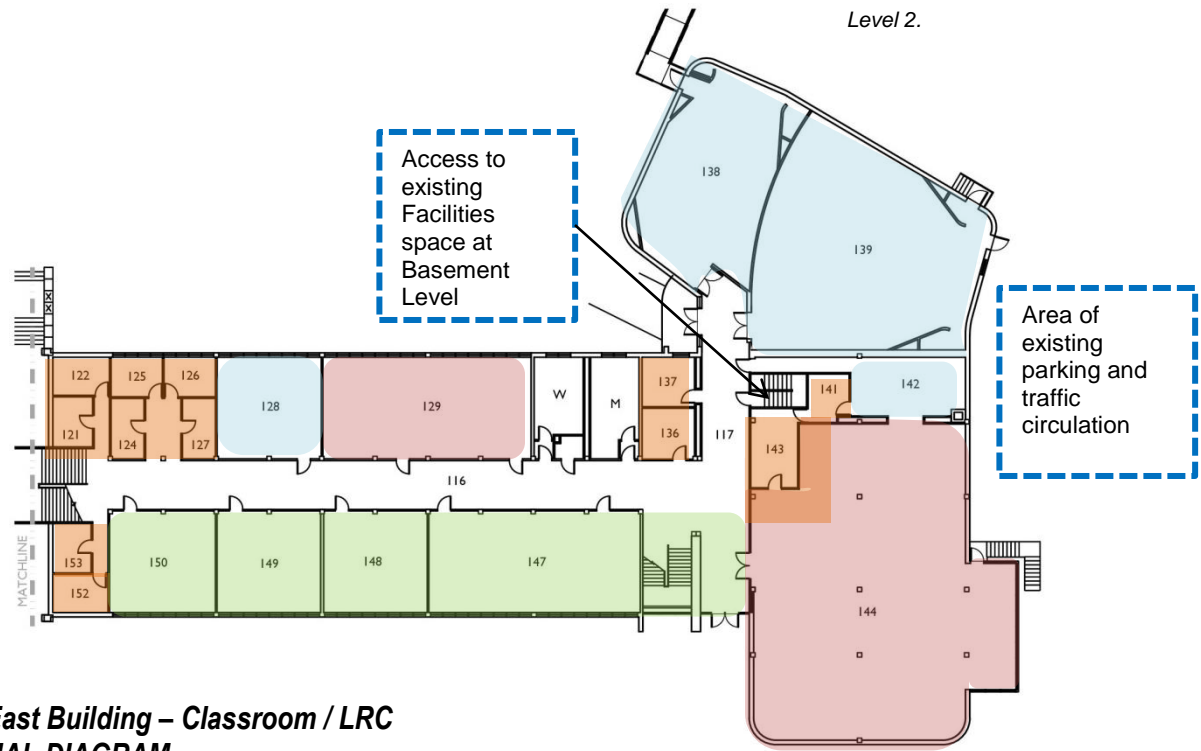 Level 2.
Access to
existing
Facilities
space at
Basement
Level
138
139
Area of
existing
parking and
traffic
circulation
122
125
126
128
129
W
M
137
141
142
121
124
127
136
117
143
116
153
150
149
148
147
152
144
MATCHLINE
East Building – Classroom / LRC